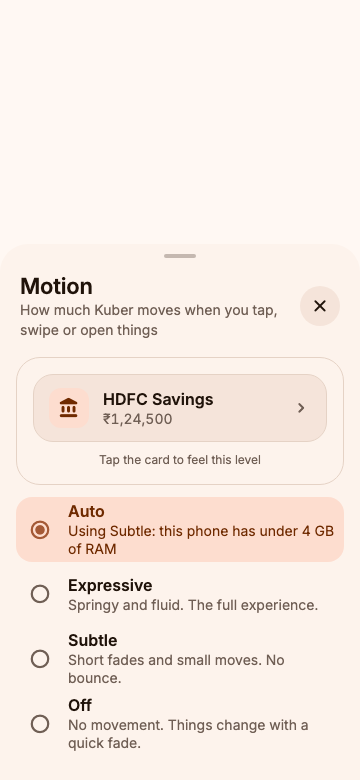 Motion
How much Kuber moves when you tap,
swipe or open things
HDFC Savings
₹1,24,500
Tap the card to feel this level
Auto
Using Subtle: this phone has under 4 GB
of RAM
Expressive
Springy and fluid. The full experience.
Subtle
Short fades and small moves. No
bounce.
Off
No movement. Things change with a
quick fade.